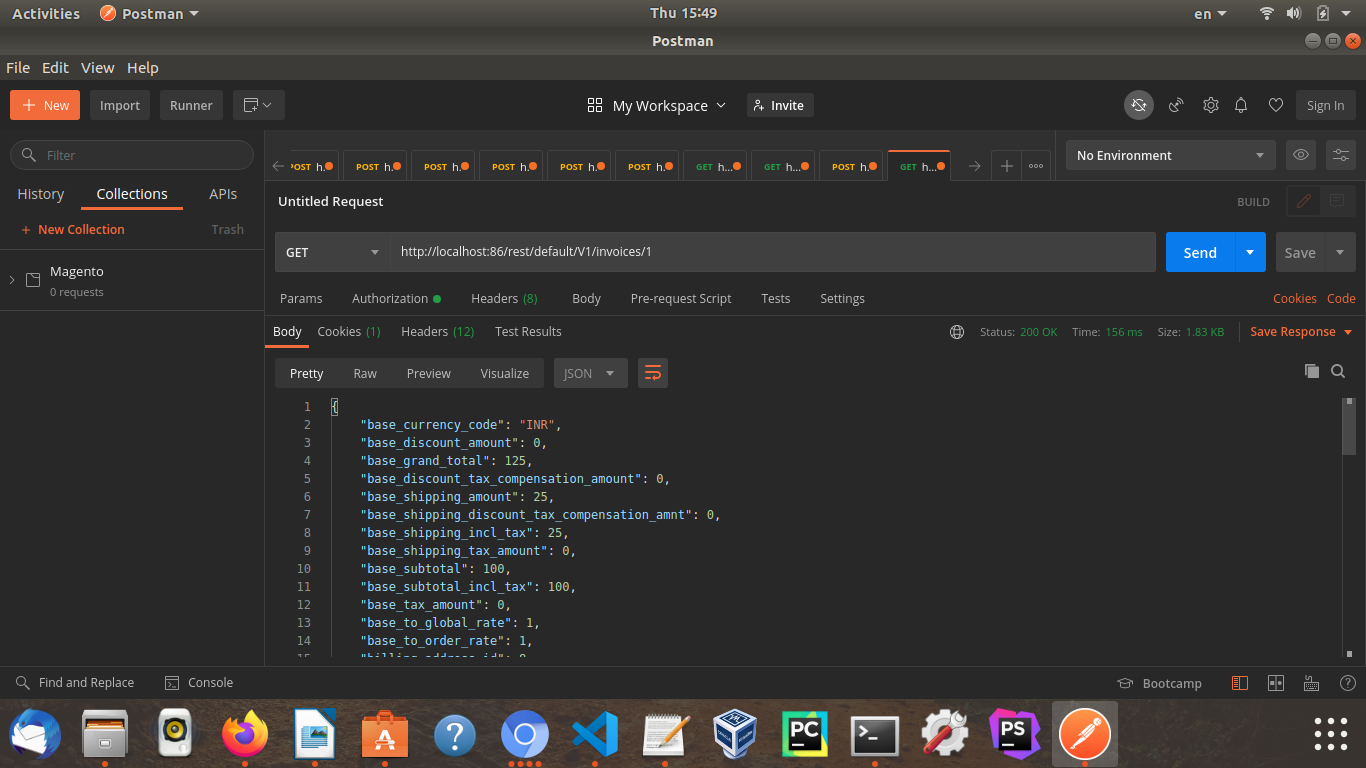 Activities Postman Thu 15:49 en
Postman
File Edit View Help
New Import Runner My Workspace Invite Sign In
Filter
History Collections APIs
New Collection Trash
Magento
0 requests
POST h. POST h. POST h. POST h. POST h. POST h. GET h... GET h... POST h. GET h...
No Environment
Untitled Request BUILD
GET http://localhost:86/rest/default/V1/invoices/1 Send Save
Params Authorization Headers (8) Body Pre-request Script Tests Settings Cookies Code
Body Cookies (1) Headers (12) Test Results Status: 200 OK Time: 156 ms Size: 1.83 KB Save Response
Pretty Raw Preview Visualize JSON
1 {
2 "base_currency_code": "INR",
3 "base_discount_amount": 0,
4 "base_grand_total": 125,
5 "base_discount_tax_compensation_amount": 0,
6 "base_shipping_amount": 25,
7 "base_shipping_discount_tax_compensation_amnt": 0,
8 "base_shipping_incl_tax": 25,
9 "base_shipping_tax_amount": 0,
10 "base_subtotal": 100,
11 "base_subtotal_incl_tax": 100,
12 "base_tax_amount": 0,
13 "base_to_global_rate": 1,
14 "base_to_order_rate": 1,
Find and Replace Console Bootcamp
PC PS